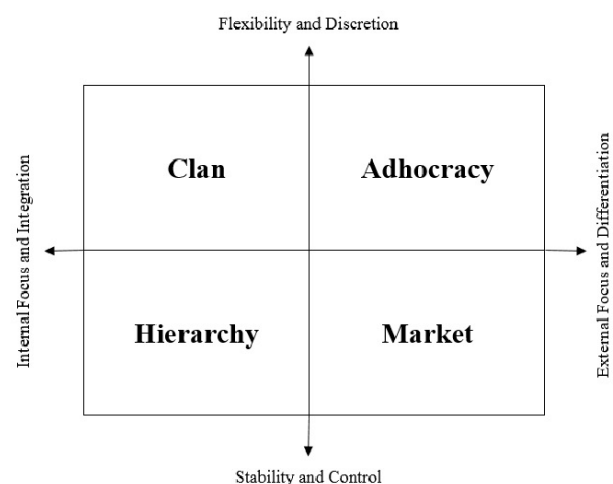 Flexibility and Discretion
Clan
Adhocracy
Internal Focus and Integration
External Focus and Differentiation
Hierarchy
Market
Stability and Control